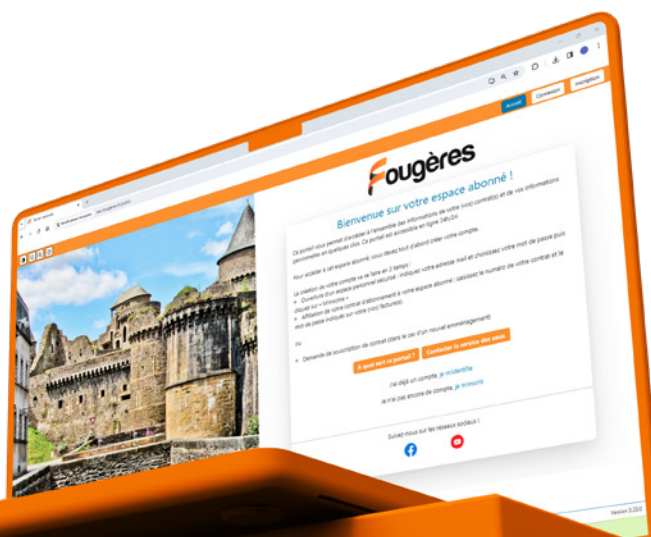 Accueil
Connexion
Inscription
Fougères
Bienvenue sur votre espace abonné !
Ce portail vous permet d'accéder à l'ensemble des informations de votre (vos) contrat(s) et de vos informations
personnelles en quelques clics. Ce portail est accessible en ligne 24h/24.
Pour accéder à cet espace abonné, vous devez tout d'abord créer votre compte.
La création de votre compte va se faire en 2 temps :
Ouverture d'un espace personnel sécurisé : indiquez votre adresse mail et choisissez votre mot de passe puis
cliquez sur « M'inscrire »
Affiliation de votre contrat d'abonnement à votre espace abonné : saisissez le numéro de votre contrat et le
mot de passe indiqués sur votre (vos) facture(s).
ou
Demande de souscription de contrat (dans le cas d'un nouvel emménagement)
A quoi sert ce portail ?
Contacter le service des eaux
J'ai déjà un compte, je m'identifie
Je n'ai pas encore de compte, je m'inscris
Suivez-nous sur les réseaux sociaux :